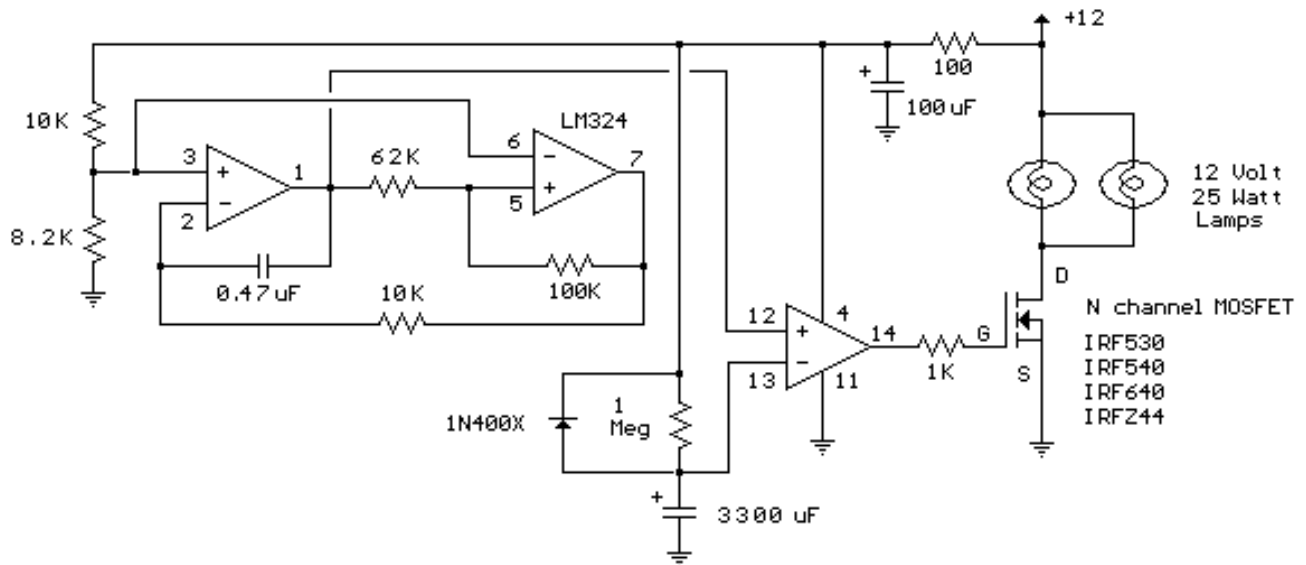 +12
100
+
100 uF
10K
LM324
3
+
1
62K
6
−
7
2
−
5
+
8.2K
12 Volt
25 Watt
Lamps
0.47uF
100K
10K
D
12
+
4
14
G
N channel MOSFET
13
−
11
1K
S
IRF530
IRF540
IRF640
IRFZ44
1N400X
1
Meg
+
3300 uF